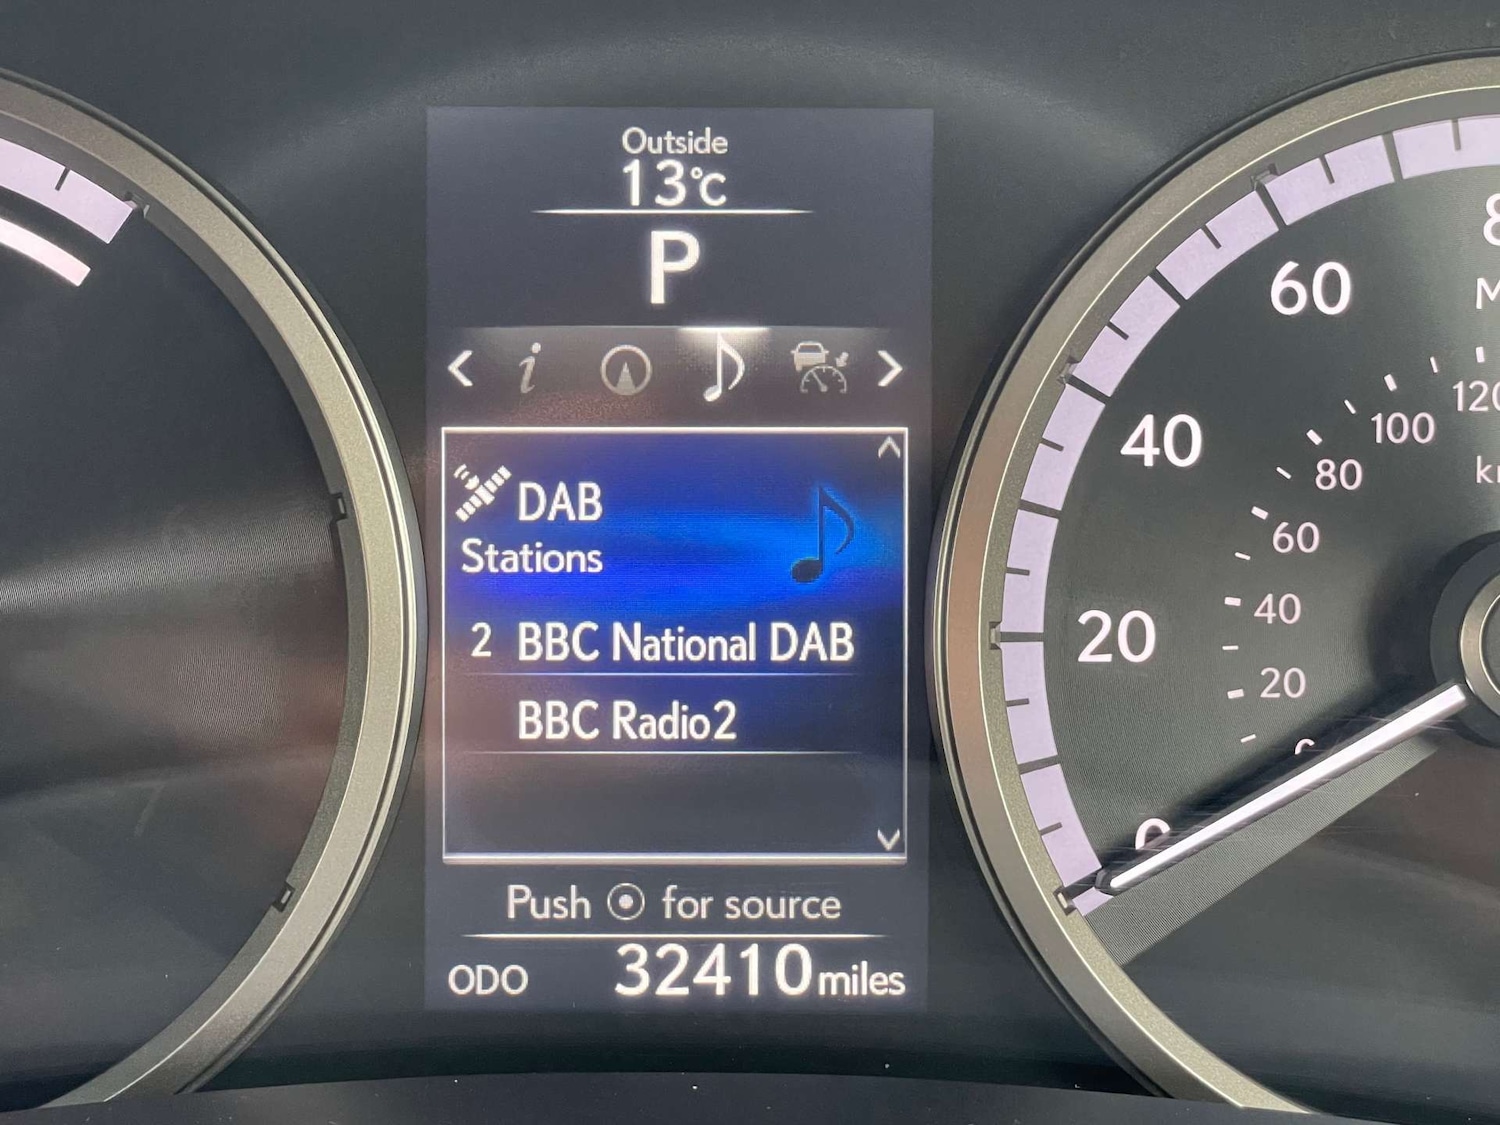 Outside
13°C
P
i
DAB
Stations
2 BBC National DAB
BBC Radio2
Push for source
ODO 32410 miles
60
40
20
0
120
100
80
60
40
20